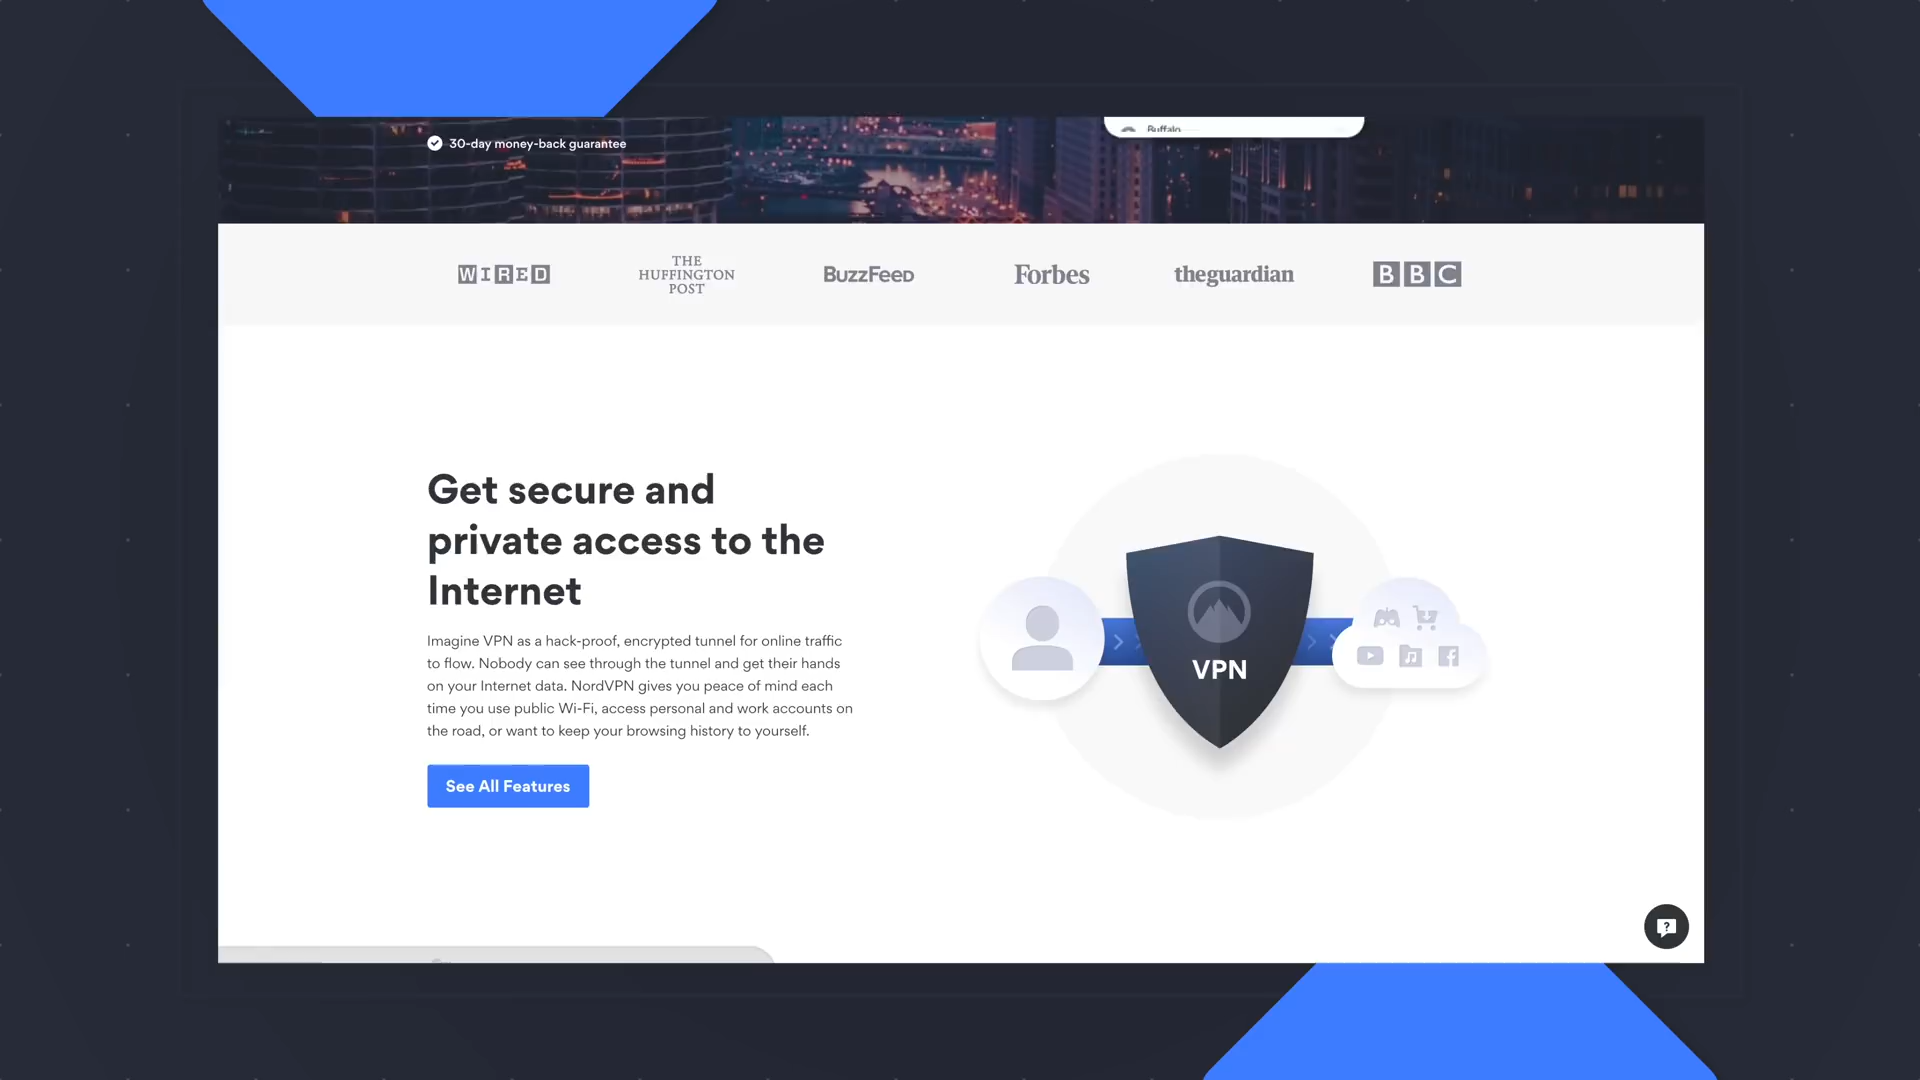 30-day money-back guarantee
Buffalo
WIRED
THE
HUFFINGTON
POST
BuzzFeed
Forbes
theguardian
BBC
Get secure and
private access to the
Internet
Imagine VPN as a hack-proof, encrypted tunnel for online traffic
to flow. Nobody can see through the tunnel and get their hands
on your Internet data. NordVPN gives you peace of mind each
time you use public Wi-Fi, access personal and work accounts on
the road, or want to keep your browsing history to yourself.
See All Features
VPN